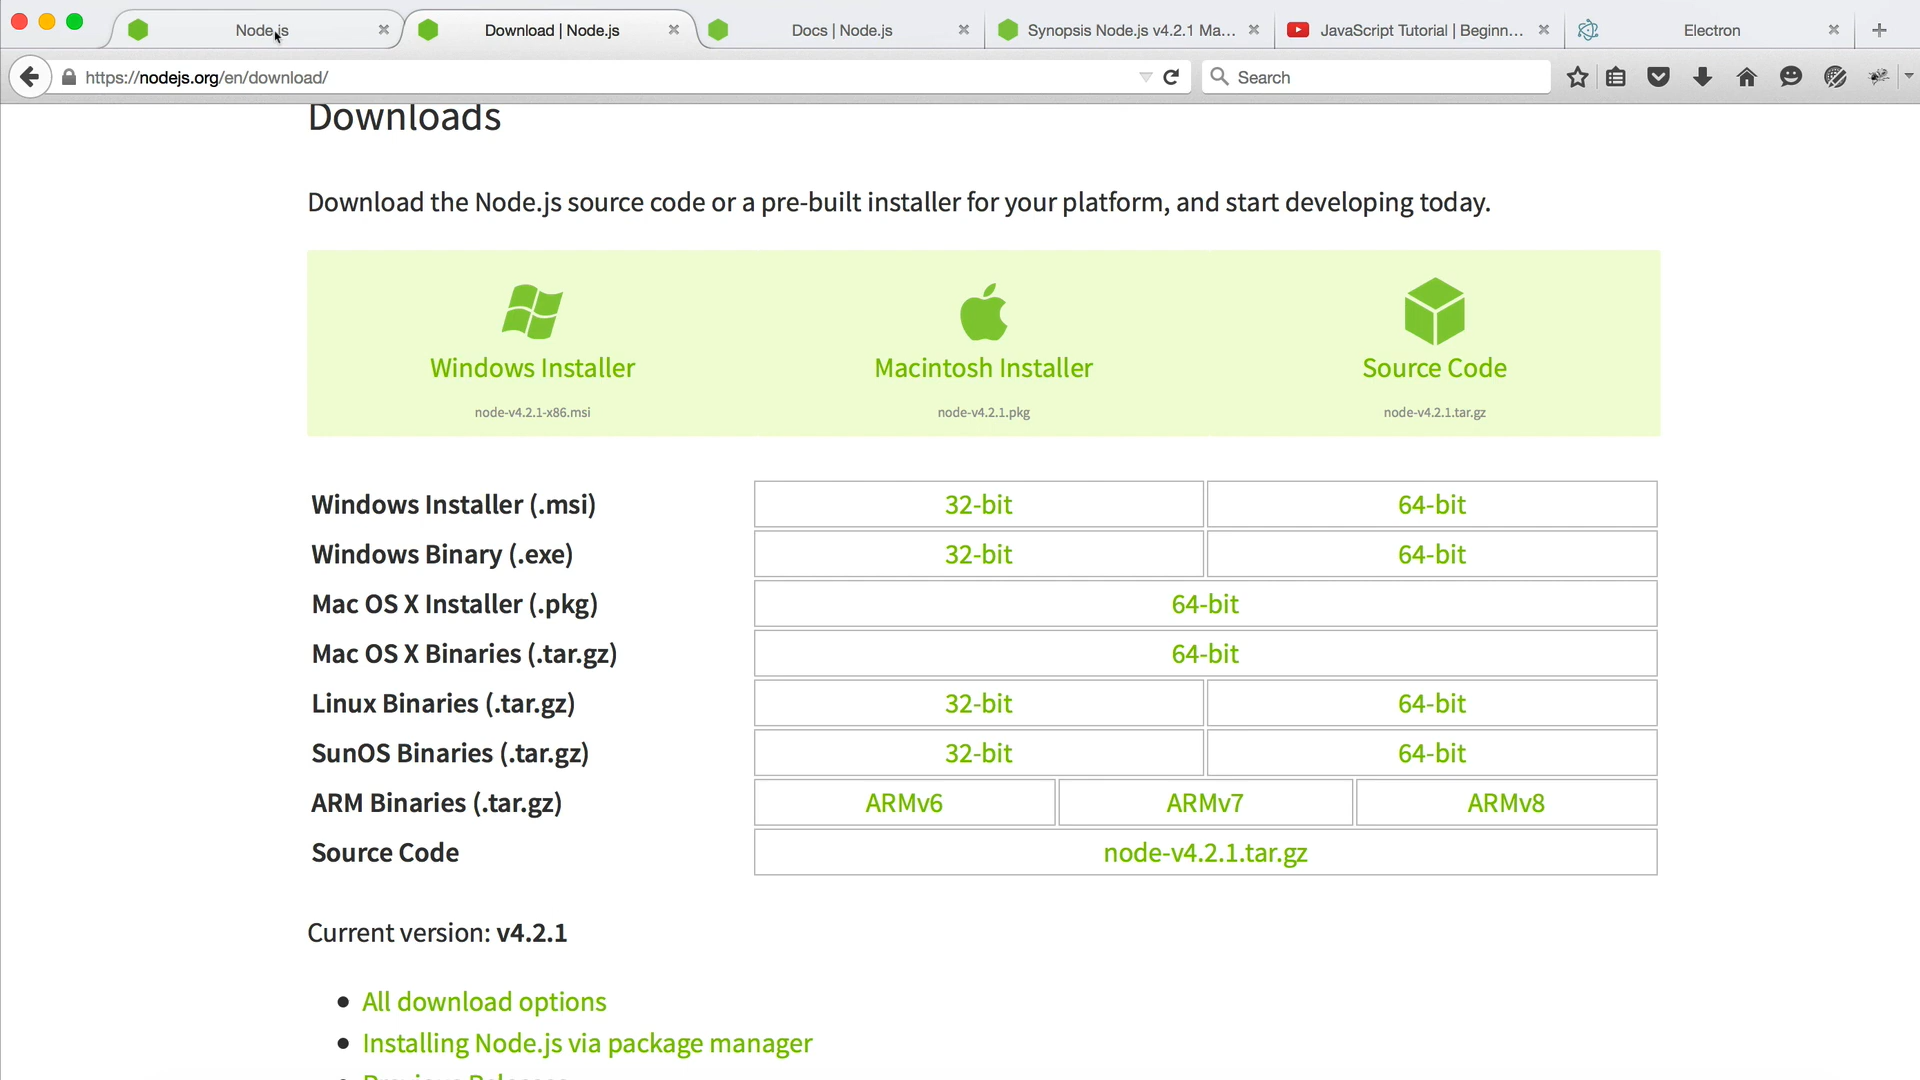 Node.js
Download | Node.js
Docs | Node.js
Synopsis Node.js v4.2.1 Ma...
JavaScript Tutorial | Beginn...
Electron
https://nodejs.org/en/download/
Search
Downloads
Download the Node.js source code or a pre-built installer for your platform, and start developing today.
Windows Installer
Macintosh Installer
Source Code
node-v4.2.1-x86.msi
node-v4.2.1.pkg
node-v4.2.1.tar.gz
Windows Installer (.msi) 32-bit 64-bit
Windows Binary (.exe) 32-bit 64-bit
Mac OS X Installer (.pkg) 64-bit
Mac OS X Binaries (.tar.gz) 64-bit
Linux Binaries (.tar.gz) 32-bit 64-bit
SunOS Binaries (.tar.gz) 32-bit 64-bit
ARM Binaries (.tar.gz) ARMv6 ARMv7 ARMv8
Source Code node-v4.2.1.tar.gz
Current version: v4.2.1
All download options
Installing Node.js via package manager